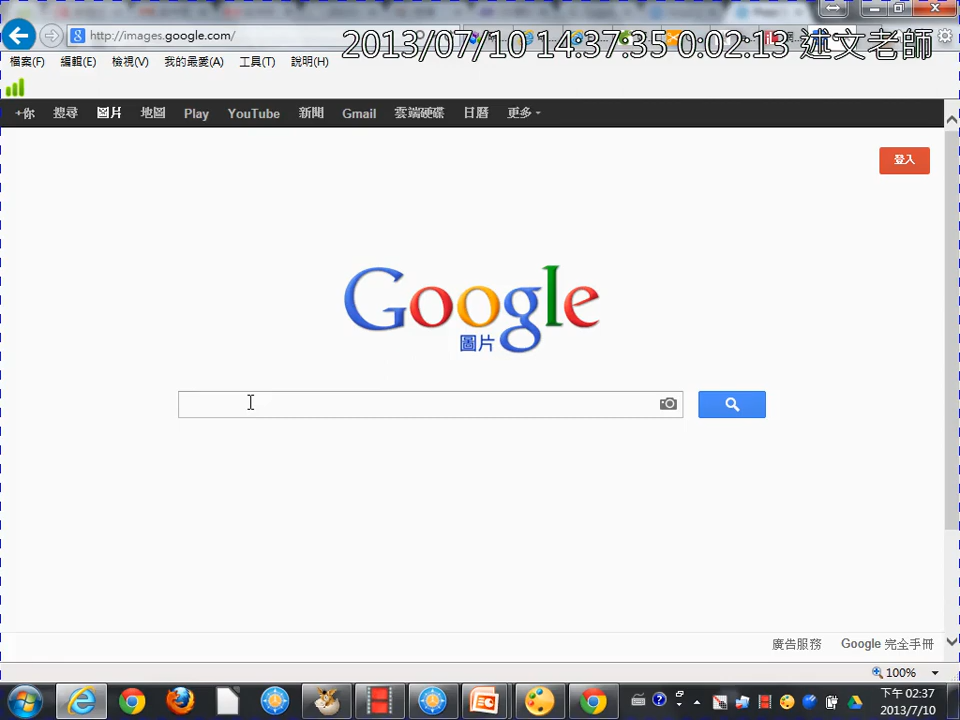 http://images.google.com/
2013/07/10 14:37:35 0:02:13 述文老師
檔案(F) 編輯(E) 檢視(V) 我的最愛(A) 工具(T) 說明(H)
+你 搜尋 圖片 地圖 Play YouTube 新聞 Gmail 雲端硬碟 日曆 更多
登入
Google
圖片
廣告服務 Google 完全手冊
100%
下午 02:37
2013/7/10